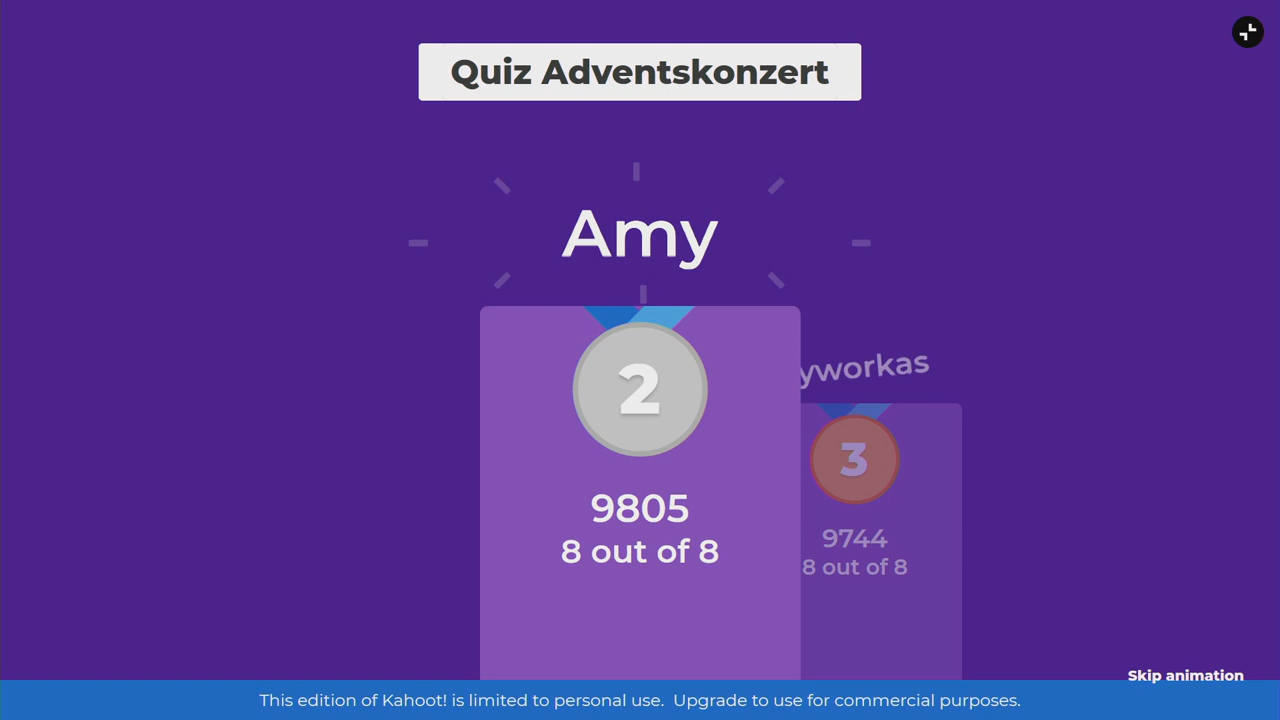 Quiz Adventskonzert
Amy
2
9805
8 out of 8
3
9744
8 out of 8
Skip animation
This edition of Kahoot! is limited to personal use. Upgrade to use for commercial purposes.